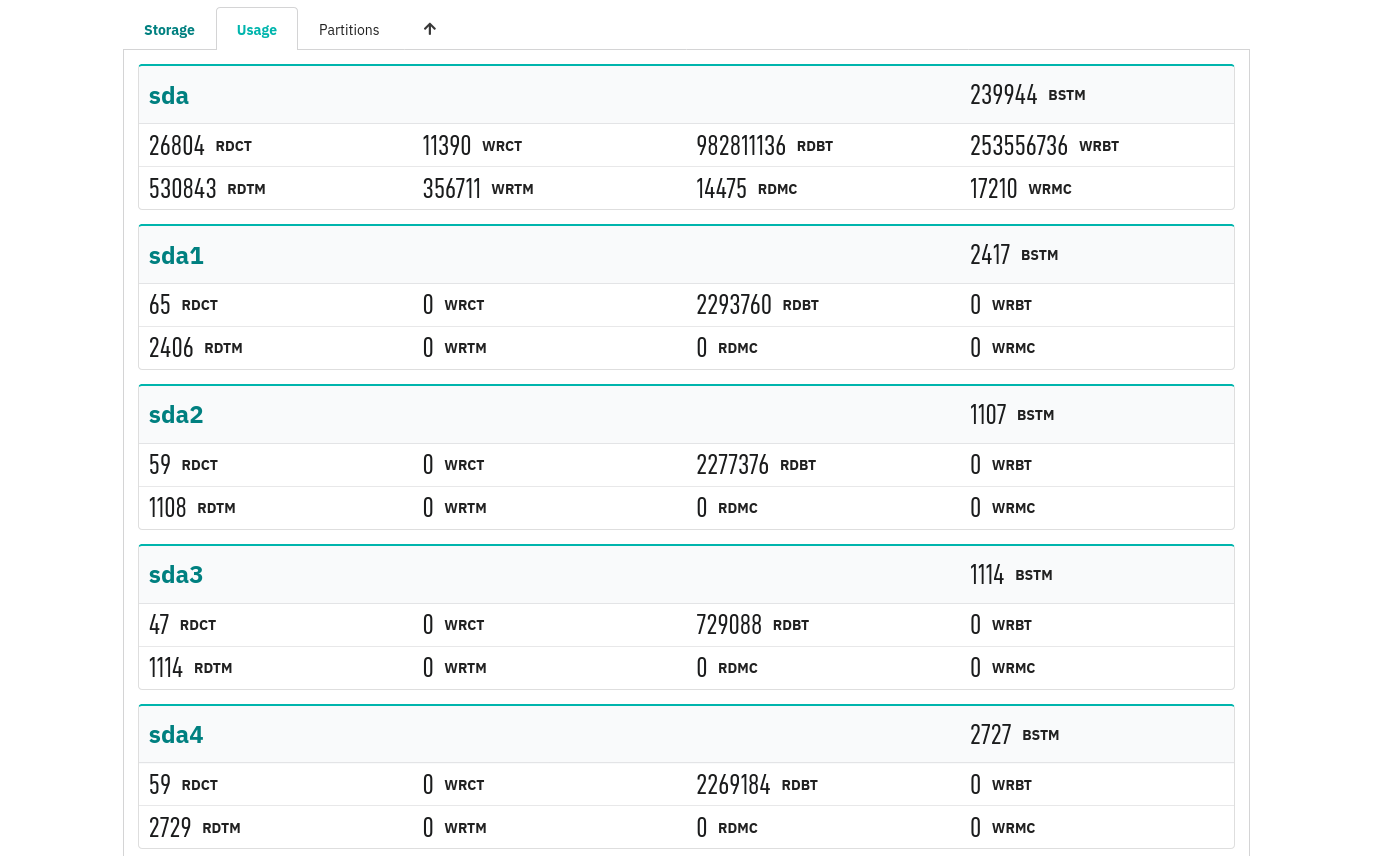 Storage Usage Partitions
sda 239944 BSTM
26804 RDCT 11390 WRCT 982811136 RDBT 253556736 WRBT
530843 RDTM 356711 WRTM 14475 RDMC 17210 WRMC
sda1 2417 BSTM
65 RDCT 0 WRCT 2293760 RDBT 0 WRBT
2406 RDTM 0 WRTM 0 RDMC 0 WRMC
sda2 1107 BSTM
59 RDCT 0 WRCT 2277376 RDBT 0 WRBT
1108 RDTM 0 WRTM 0 RDMC 0 WRMC
sda3 1114 BSTM
47 RDCT 0 WRCT 729088 RDBT 0 WRBT
1114 RDTM 0 WRTM 0 RDMC 0 WRMC
sda4 2727 BSTM
59 RDCT 0 WRCT 2269184 RDBT 0 WRBT
2729 RDTM 0 WRTM 0 RDMC 0 WRMC